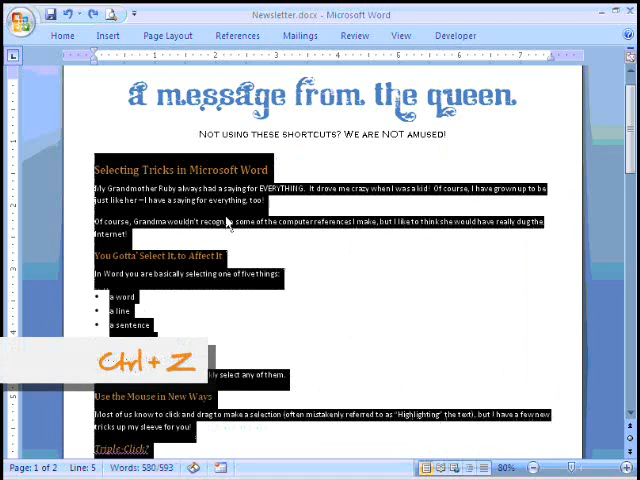 Newsletter.docx - Microsoft Word
Home Insert Page Layout References Mailings Review View Developer
a message from the queen.
Not using these shortcuts? We are NOT amused!
Selecting Tricks in Microsoft Word
My Grandmother Ruby always had a saying for EVERYTHING. It drove me crazy when I was a kid! Of course, I have grown up to be
just like her—I have a saying for everything, too!
Of course, Grandma wouldn't recogn some of the computer references I make, but I like to think she would have really dug the
Internet!
You Gotta' Select It, to Affect It
In Word you are basically selecting one of five things:
• a word
• a line
• a sentence
Ctrl + Z
kly select any of them.
Use the Mouse in New Ways
Most of us know to click and drag to make a selection (often mistakenly referred to as "Highlighting" the text), but I have a few new
tricks up my sleeve for you!
Triple-Click?
Page: 1 of 2 Line: 5 Words: 580/593 80%